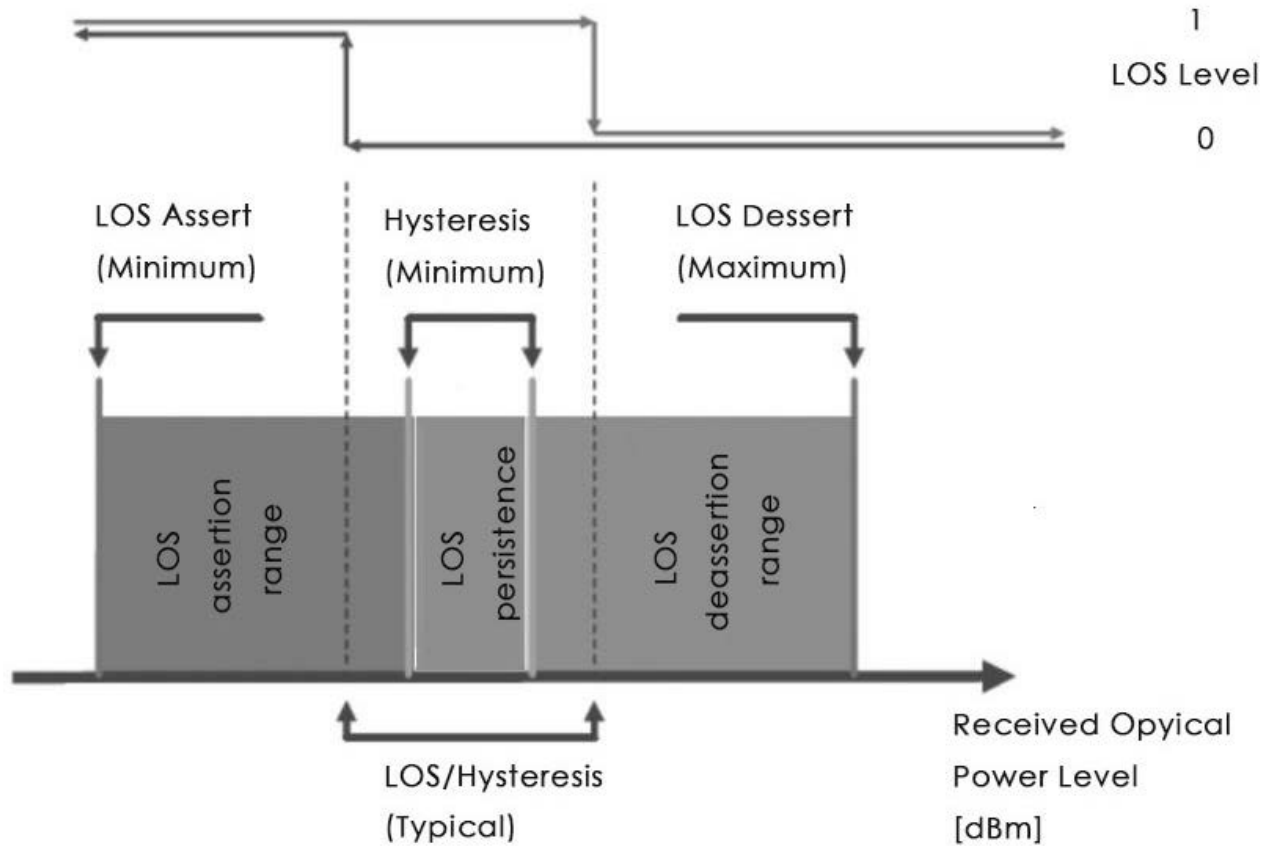 1
LOS Level
0
LOS Assert
(Minimum)
Hysteresis
(Minimum)
LOS Dessert
(Maximum)
LOS
assertion
range
LOS
persistence
LOS
deassertion
range
LOS/Hysteresis
(Typical)
Received Opyical
Power Level
[dBm]